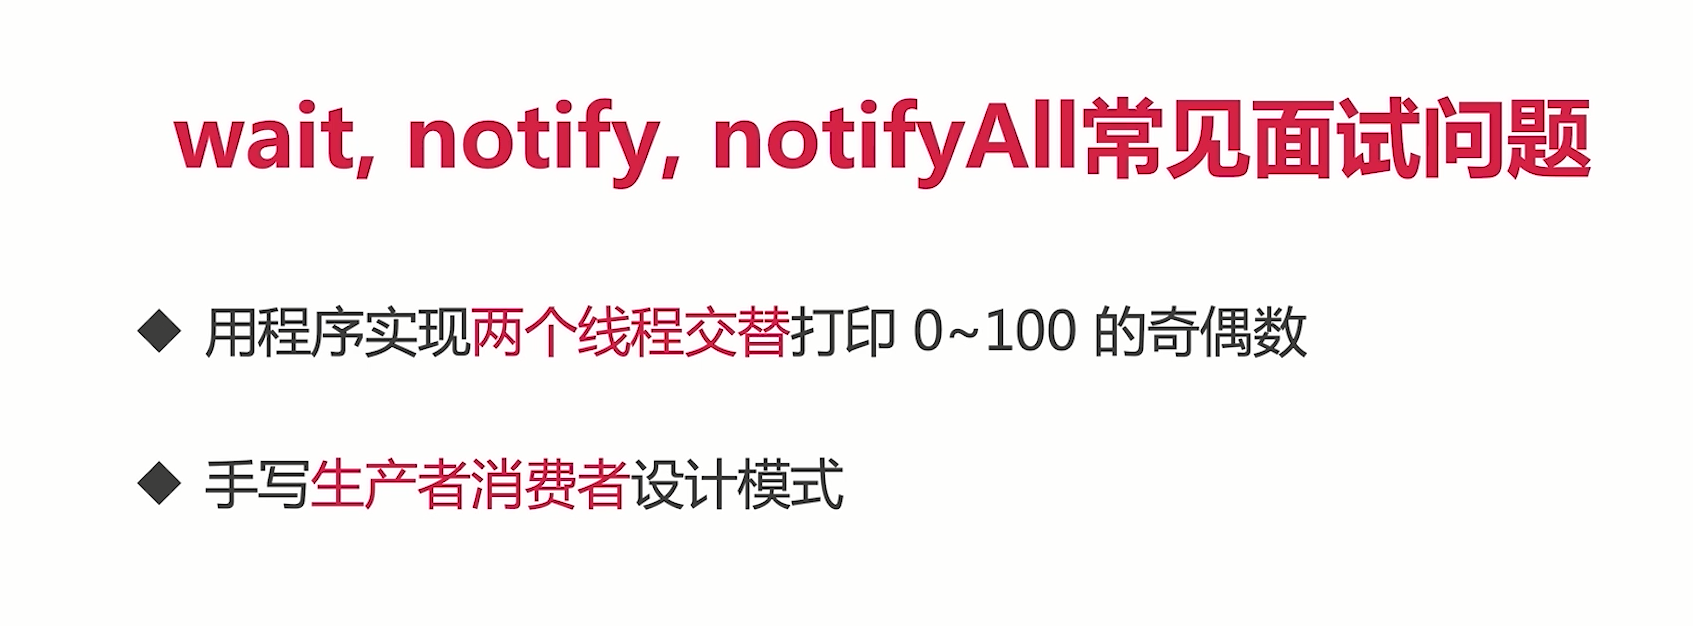 wait, notify, notifyAll常见面试问题
◆ 用程序实现两个线程交替打印 0~100 的奇偶数
◆ 手写生产者消费者设计模式